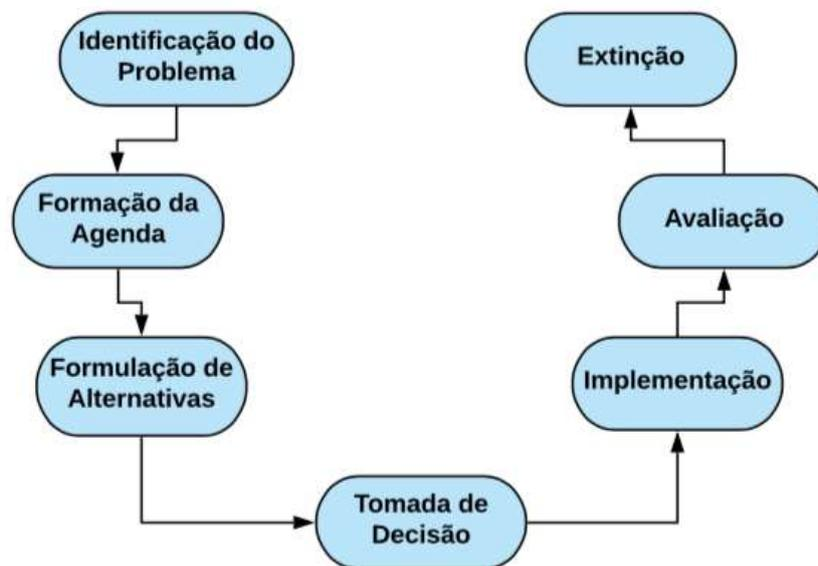 Identificação do
Problema
Formação da
Agenda
Formulação de
Alternativas
Tomada de
Decisão
Implementação
Avaliação
Extinção